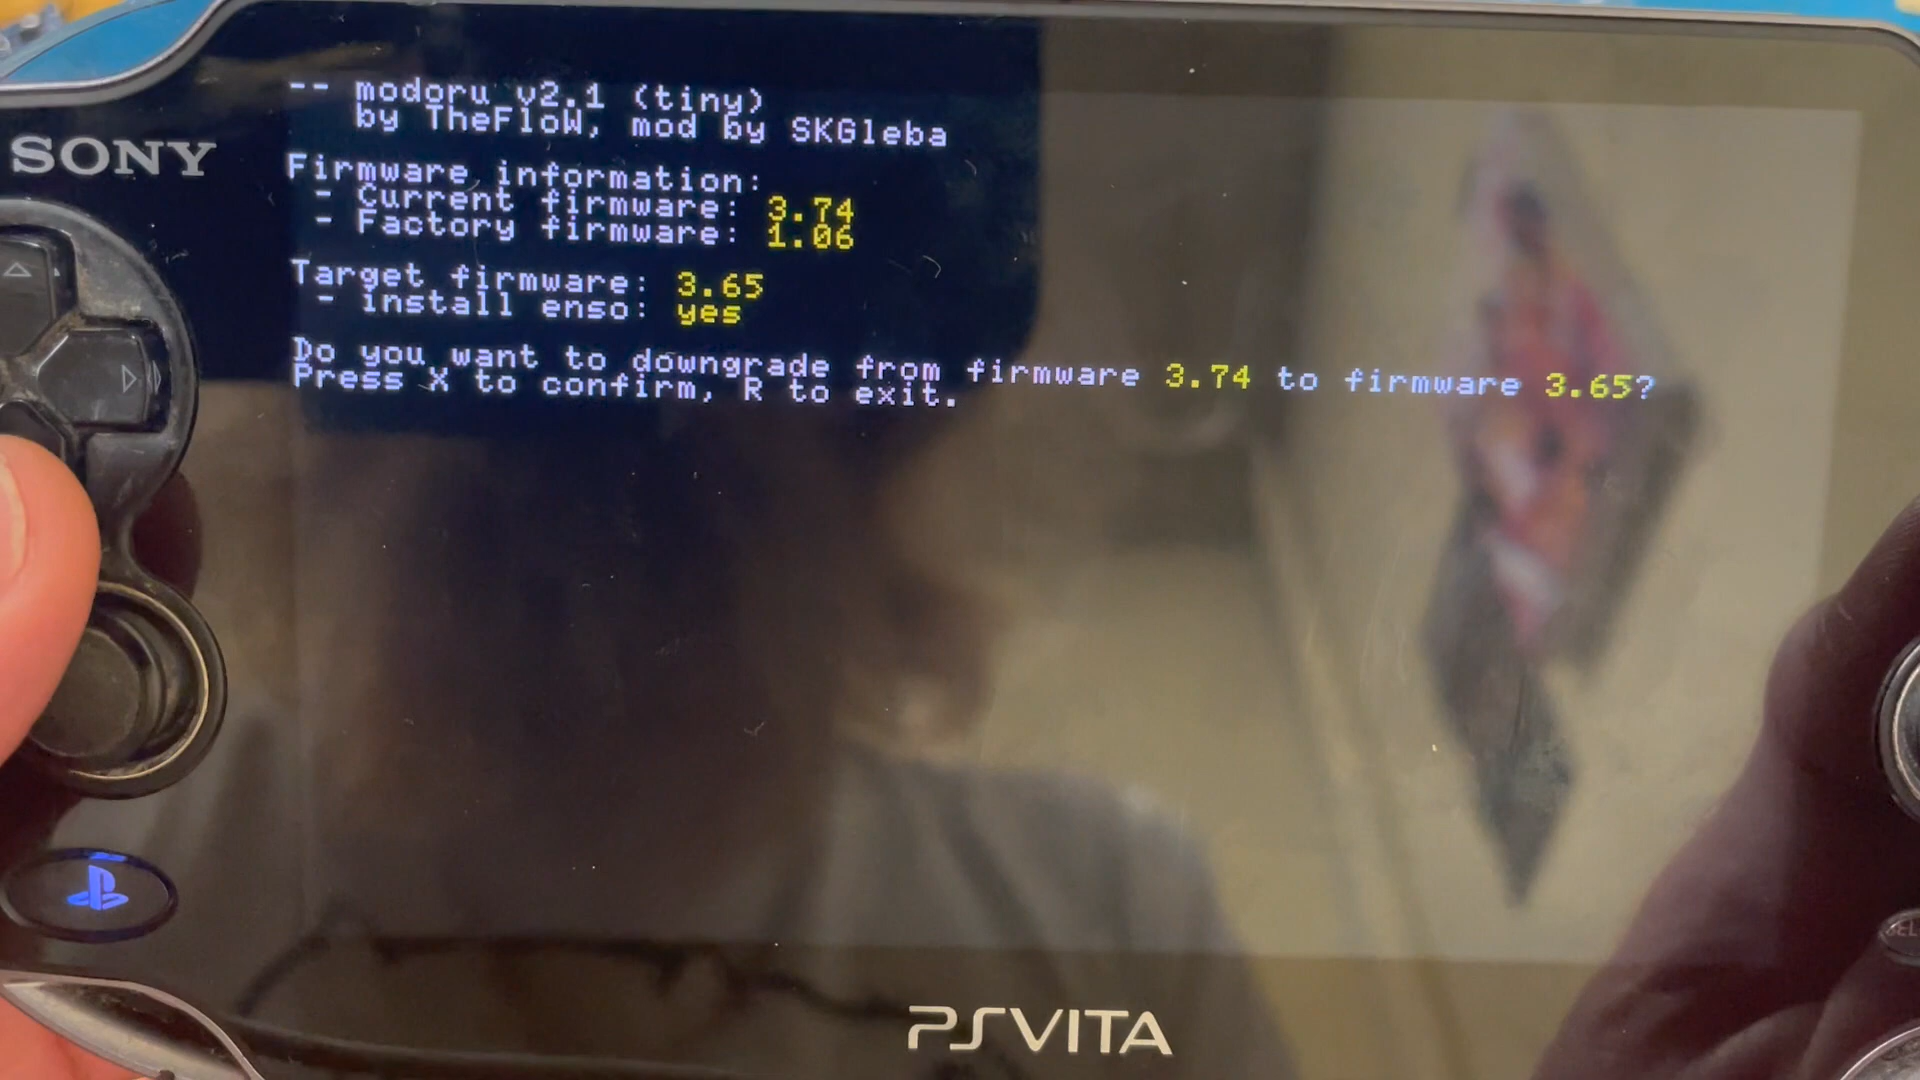 -- modoru v2.1 (tiny)
by TheFloW, mod by SKGleba
SONY
Firmware information:
- Current firmware: 3.74
- Factory firmware: 1.06
Target firmware: 3.65
- install enso: yes
Do you want to downgrade from firmware 3.74 to firmware 3.65?
Press X to confirm, R to exit.
SEL
PSVITA